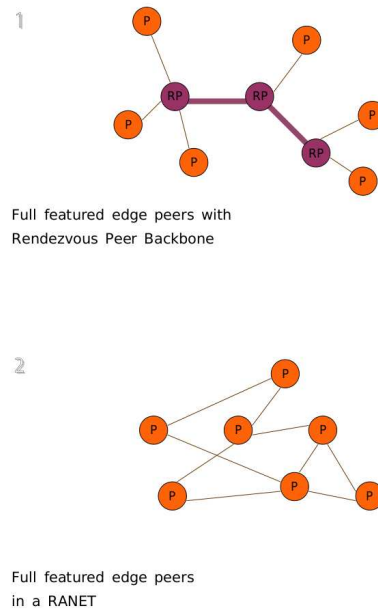 1
P
P
RP
RP
P
P
RP
P
P
Full featured edge peers with
Rendezvous Peer Backbone
2
P
P
P
P
P
P
P
Full featured edge peers
in a RANET